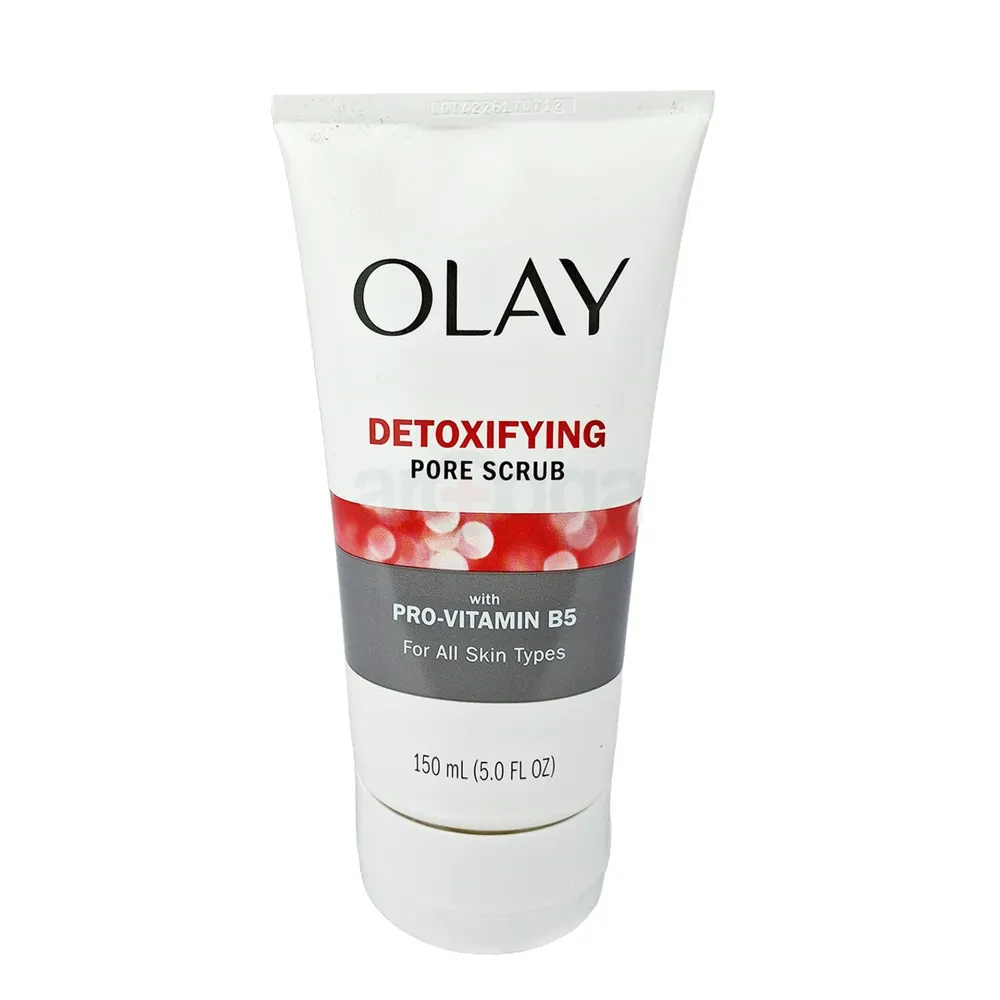 OLAY
DETOXIFYING
PORE SCRUB
with
PRO-VITAMIN B5
For All Skin Types
150 mL (5.0 FL OZ)